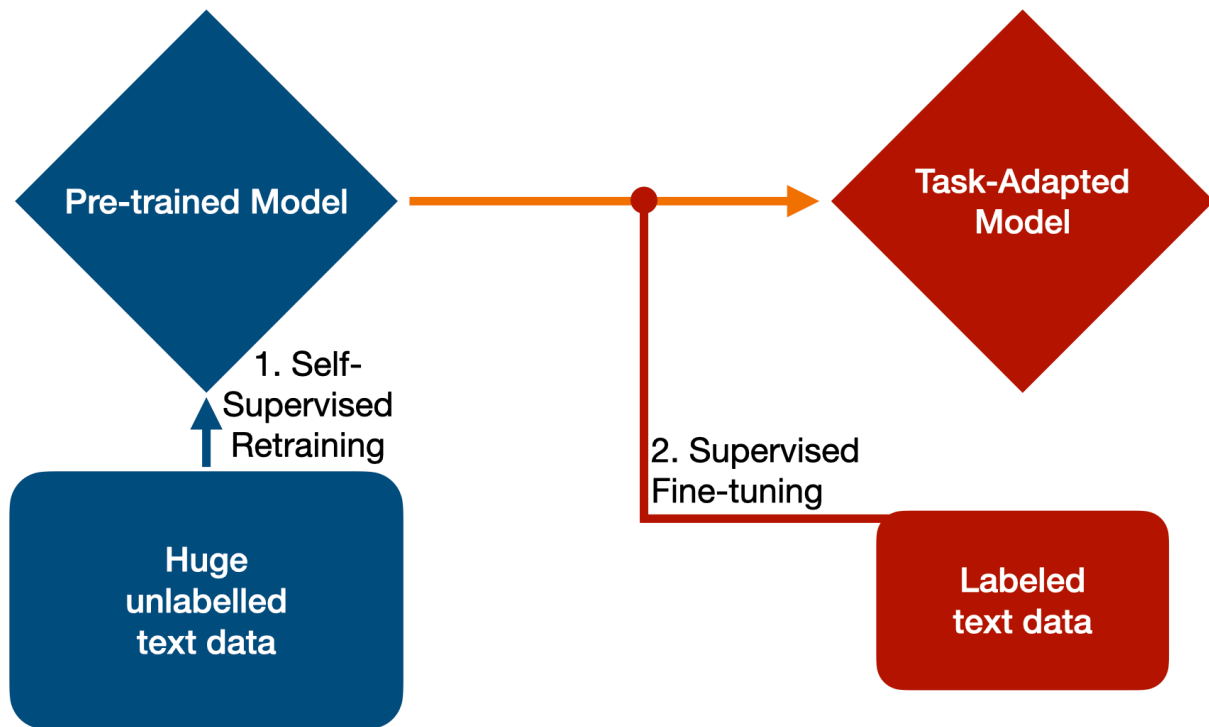 Pre-trained Model
Task-Adapted
Model
1. Self-
Supervised
Retraining
2. Supervised
Fine-tuning
Huge
unlabelled
text data
Labeled
text data